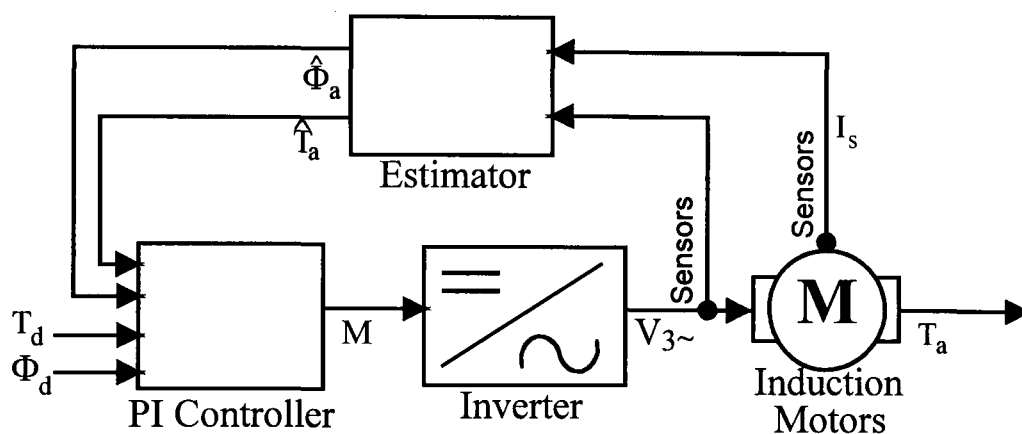 Φ̂a
T̂a
Estimator
Is
Sensors
Sensors
Td
Φd
PI Controller
M
Inverter
V3~
M
Ta
Induction
Motors